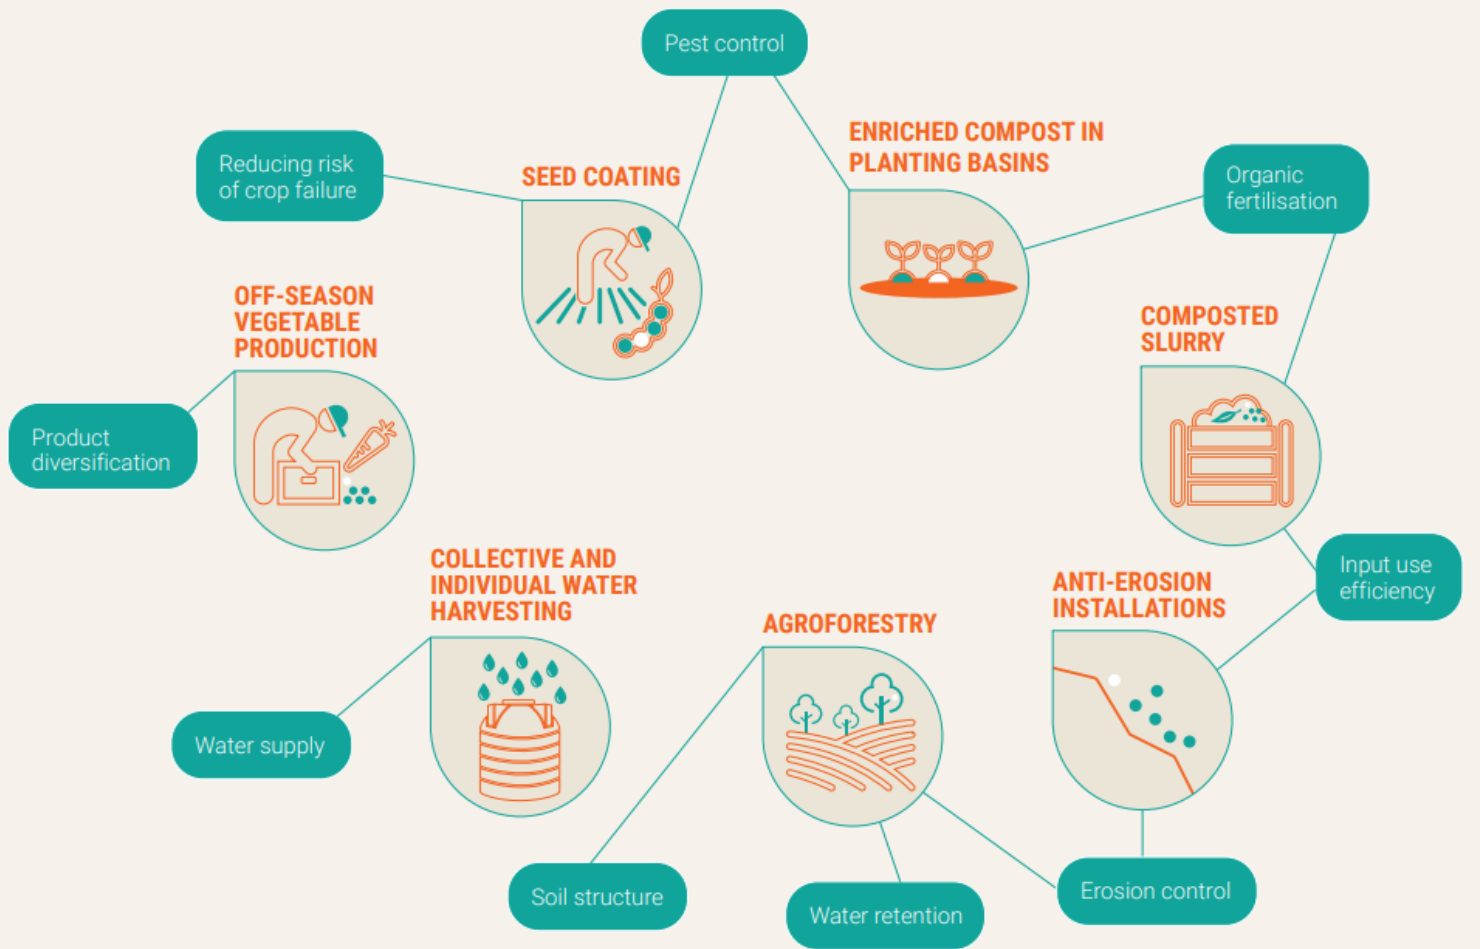 Pest control
Reducing risk
of crop failure
SEED COATING
ENRICHED COMPOST IN
PLANTING BASINS
Organic
fertilisation
OFF-SEASON
VEGETABLE
PRODUCTION
COMPOSTED
SLURRY
Product
diversification
COLLECTIVE AND
INDIVIDUAL WATER
HARVESTING
AGROFORESTRY
ANTI-EROSION
INSTALLATIONS
Input use
efficiency
Water supply
Soil structure
Water retention
Erosion control